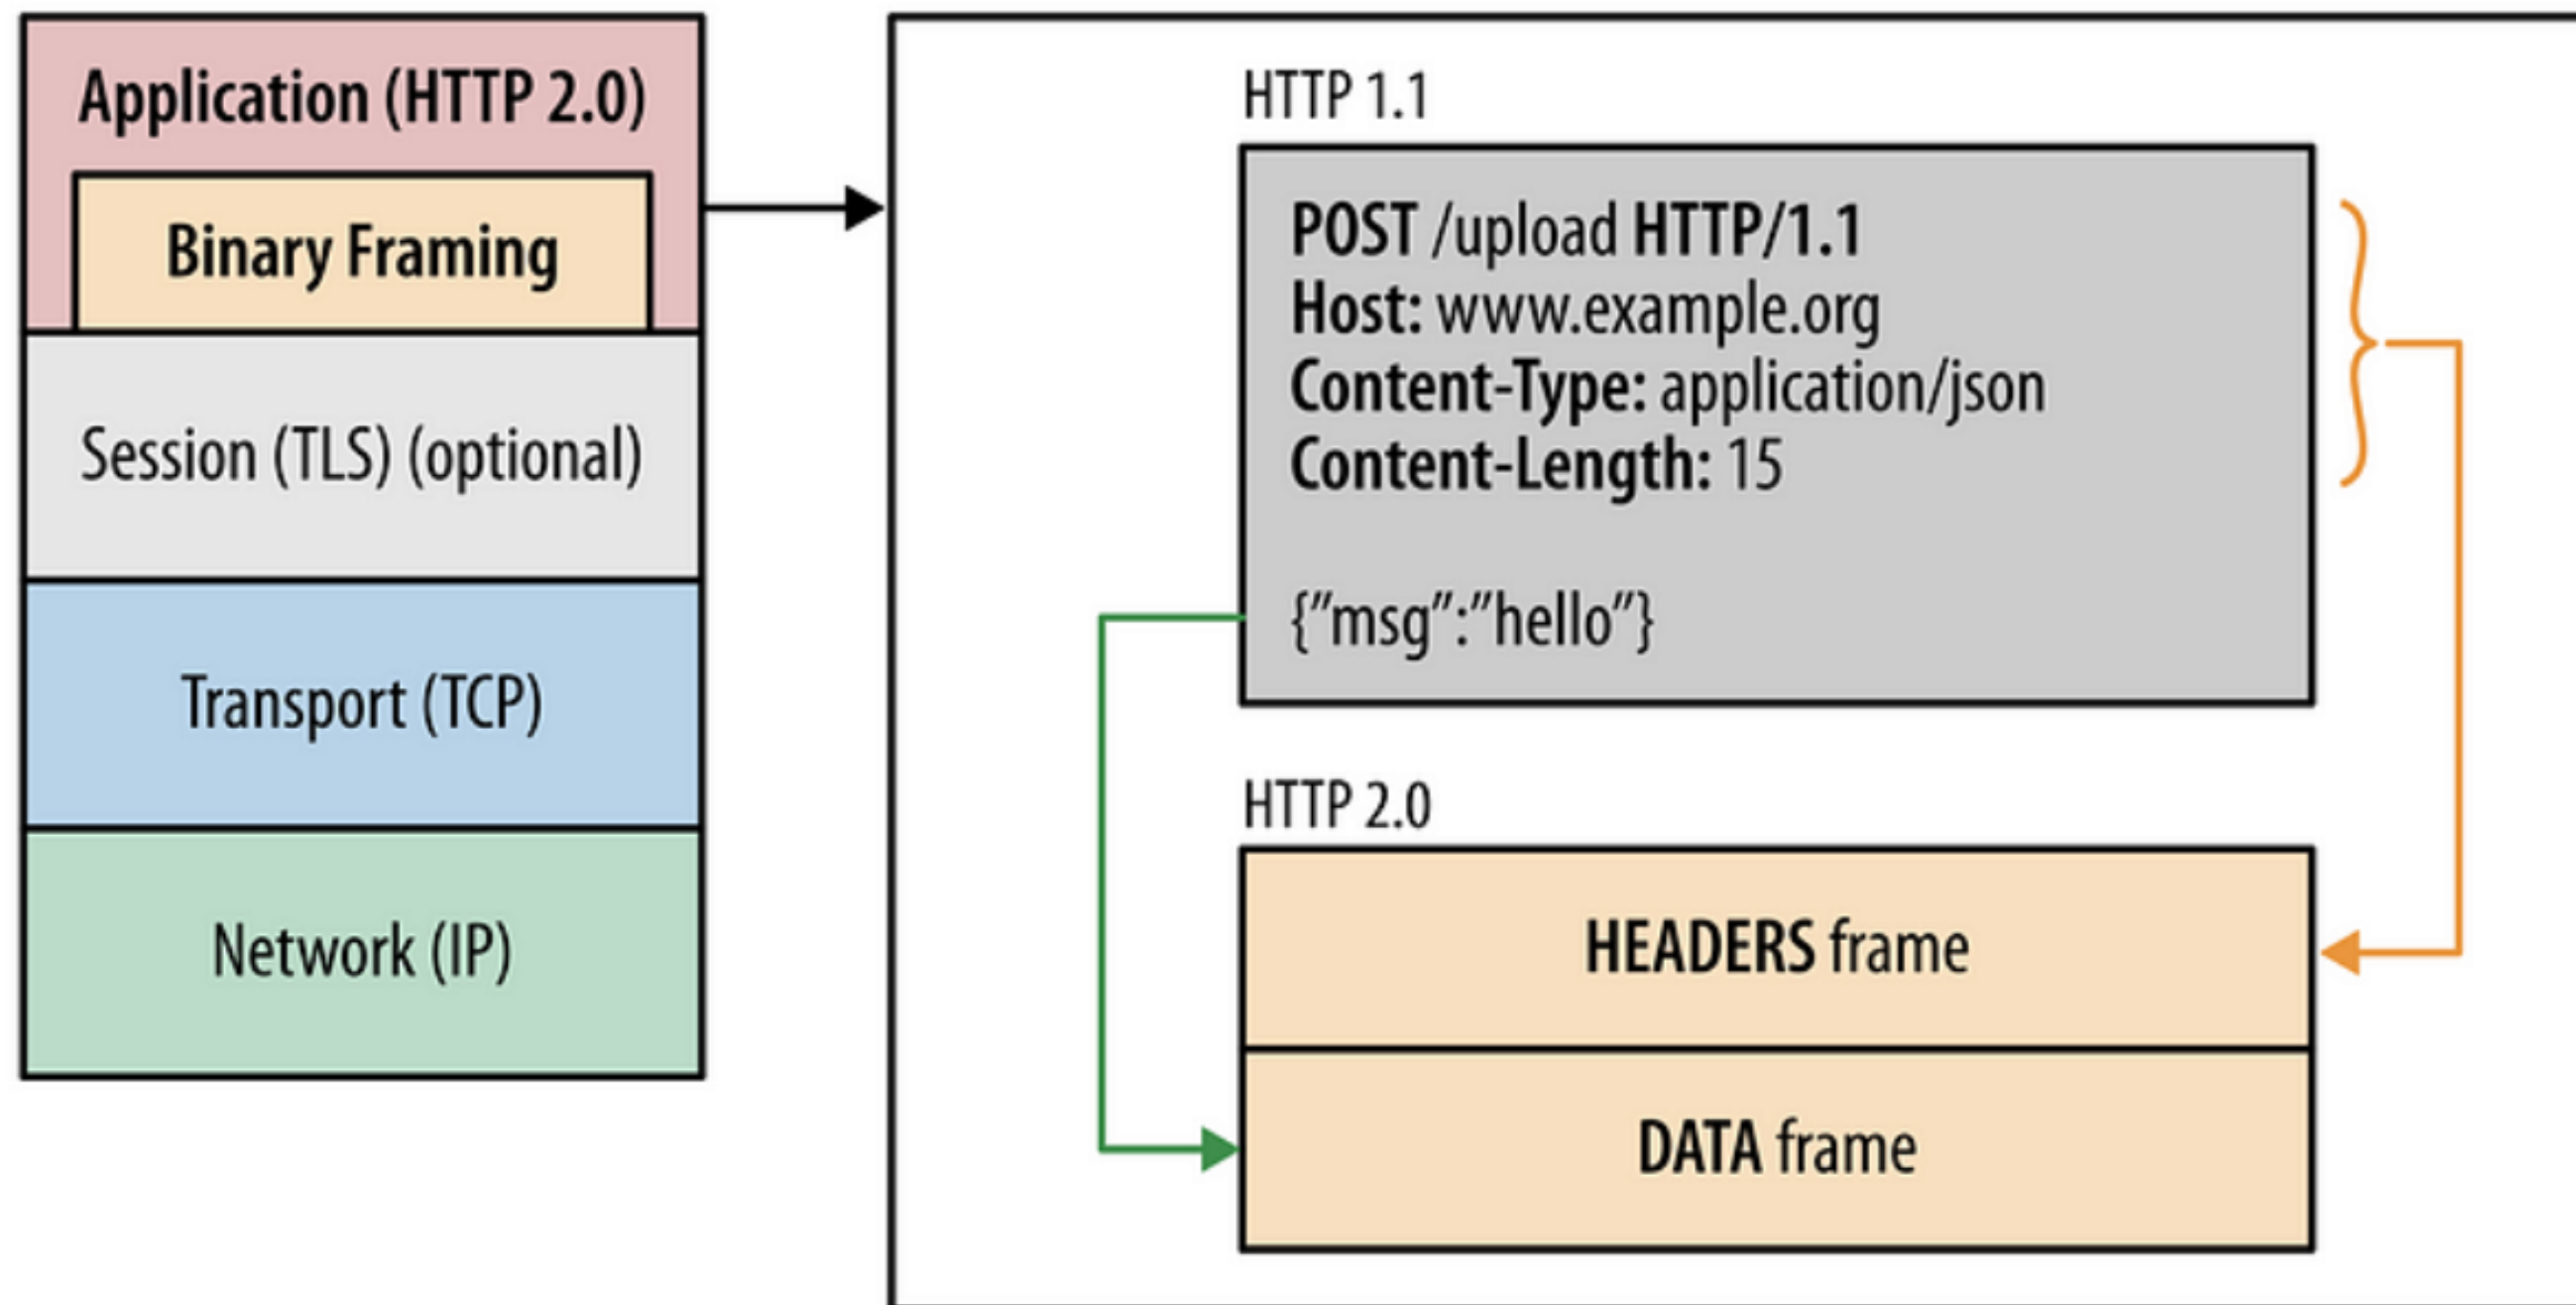 Application (HTTP 2.0)
Binary Framing
Session (TLS) (optional)
Transport (TCP)
Network (IP)
HTTP 1.1
POST /upload HTTP/1.1
Host: www.example.org
Content-Type: application/json
Content-Length: 15
{”msg”:”hello”}
HTTP 2.0
HEADERS frame
DATA frame